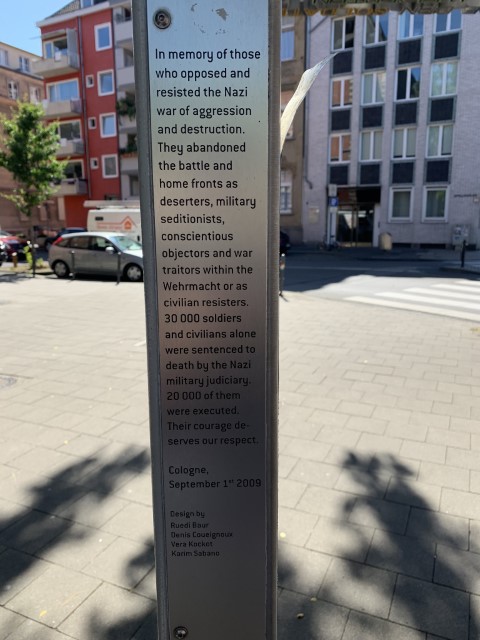 In memory of those
who opposed and
resisted the Nazi
war of aggression
and destruction.
They abandoned
the battle and
home fronts as
deserters, military
seditionists,
conscientious
objectors and war
traitors within the
Wehrmacht or as
civilian resisters.
30 000 soldiers
and civilians alone
were sentenced to
death by the Nazi
military judiciary.
20 000 of them
were executed.
Their courage de-
serves our respect.
Cologne,
September 1st 2009
Design by
Ruedi Baur
Denis Coueignoux
Vera Kockot
Karim Sabano